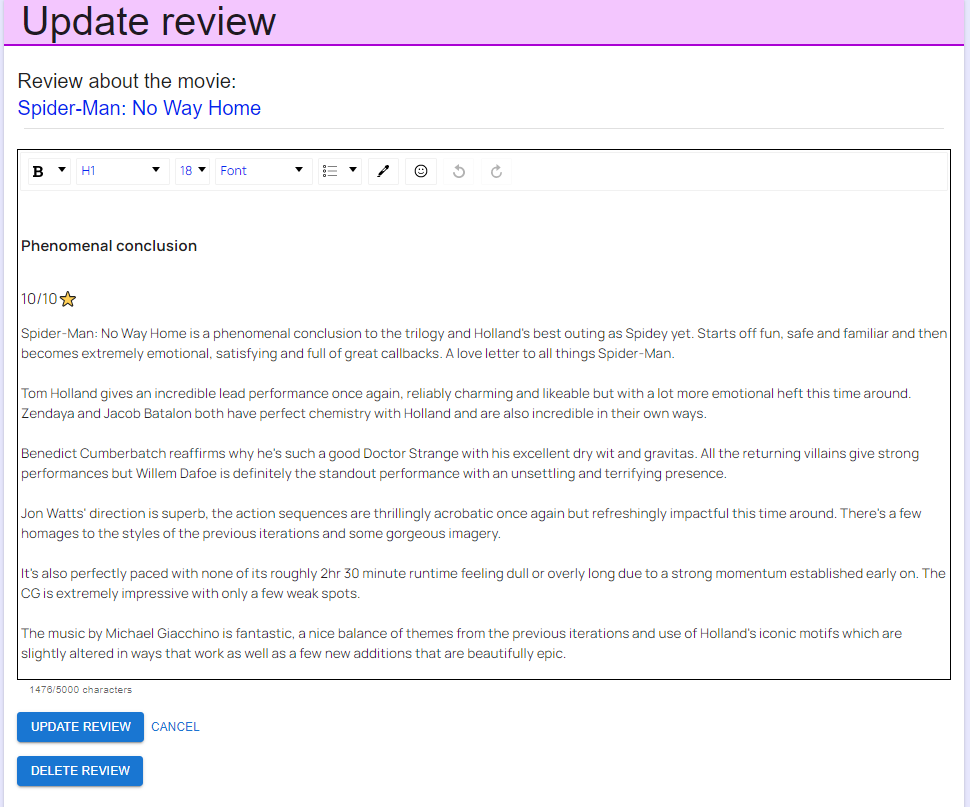 Update review
Review about the movie:
Spider-Man: No Way Home
B H1 18 Font
Phenomenal conclusion
10/10
Spider-Man: No Way Home is a phenomenal conclusion to the trilogy and Holland's best outing as Spidey yet. Starts off fun, safe and familiar and then
becomes extremely emotional, satisfying and full of great callbacks. A love letter to all things Spider-Man.
Tom Holland gives an incredible lead performance once again, reliably charming and likeable but with a lot more emotional heft this time around.
Zendaya and Jacob Batalon both have perfect chemistry with Holland and are also incredible in their own ways.
Benedict Cumberbatch reaffirms why he's such a good Doctor Strange with his excellent dry wit and gravitas. All the returning villains give strong
performances but Willem Dafoe is definitely the standout performance with an unsettling and terrifying presence.
Jon Watts' direction is superb, the action sequences are thrillingly acrobatic once again but refreshingly impactful this time around. There's a few
homages to the styles of the previous iterations and some gorgeous imagery.
It's also perfectly paced with none of its roughly 2hr 30 minute runtime feeling dull or overly long due to a strong momentum established early on. The
CG is extremely impressive with only a few weak spots.
The music by Michael Giacchino is fantastic, a nice balance of themes from the previous iterations and use of Holland's iconic motifs which are
slightly altered in ways that work as well as a few new additions that are beautifully epic.
1476/5000 characters
UPDATE REVIEW CANCEL
DELETE REVIEW